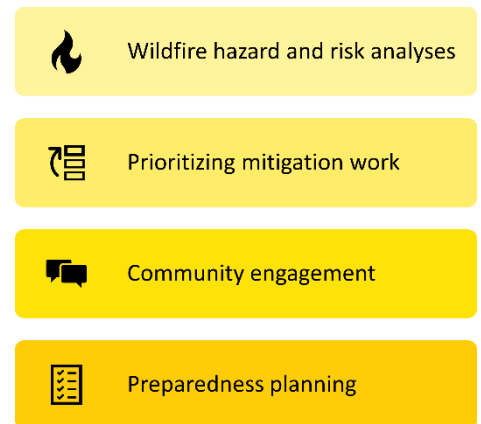 Wildfire hazard and risk analyses
Prioritizing mitigation work
Community engagement
Preparedness planning